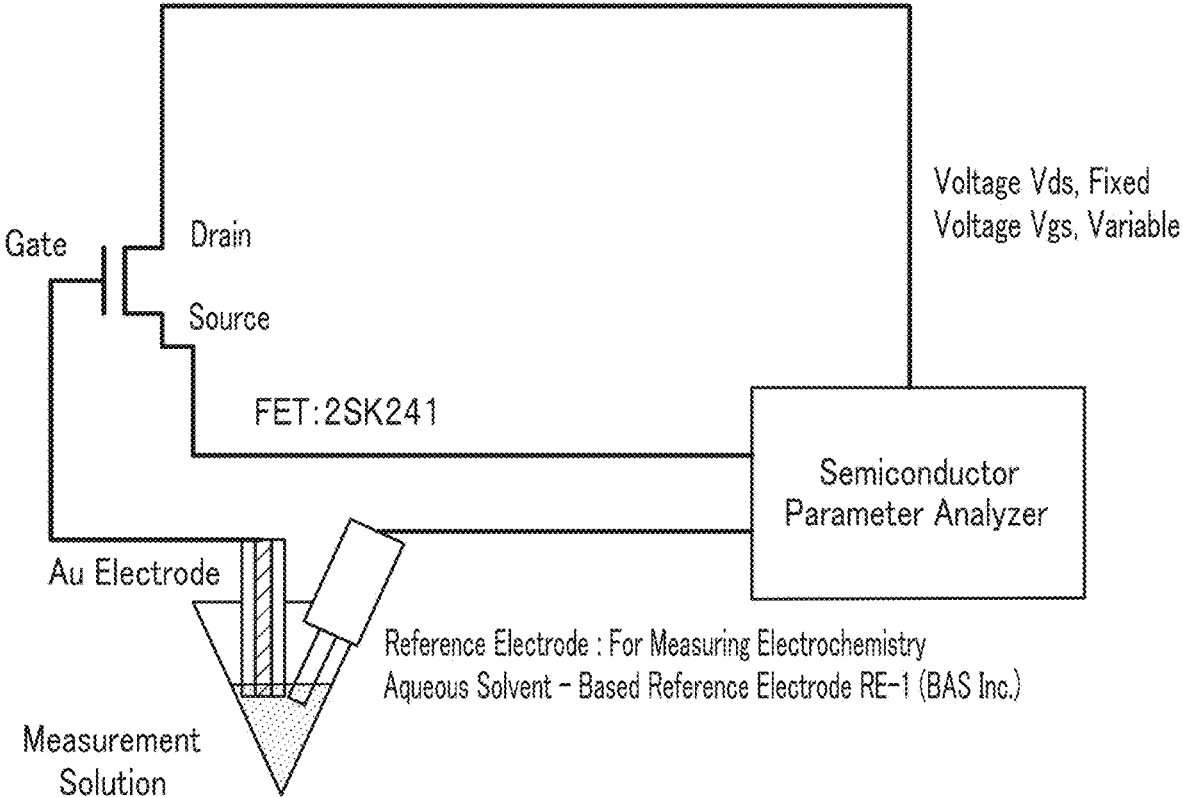 Voltage Vds, Fixed
Voltage Vgs, Variable
Gate
Drain
Source
FET:2SK241
Semiconductor
Parameter Analyzer
Au Electrode
Reference Electrode : For Measuring Electrochemistry
Aqueous Solvent - Based Reference Electrode RE-1 (BAS Inc.)
Measurement
Solution